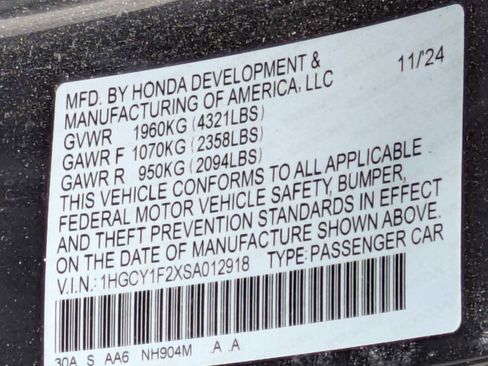 MFD. BY HONDA DEVELOPMENT & 11/24
MANUFACTURING OF AMERICA, LLC
GVWR 1960KG (4321LBS)
GAWR F 1070KG (2358LBS)
GAWR R 950KG (2094LBS)
THIS VEHICLE CONFORMS TO ALL APPLICABLE
FEDERAL MOTOR VEHICLE SAFETY, BUMPER,
AND THEFT PREVENTION STANDARDS IN EFFECT
ON THE DATE OF MANUFACTURE SHOWN ABOVE.
V.I.N.: 1HGCY1F2XSA012918 TYPE: PASSENGER CAR
30A S AA6 NH904M .A .A